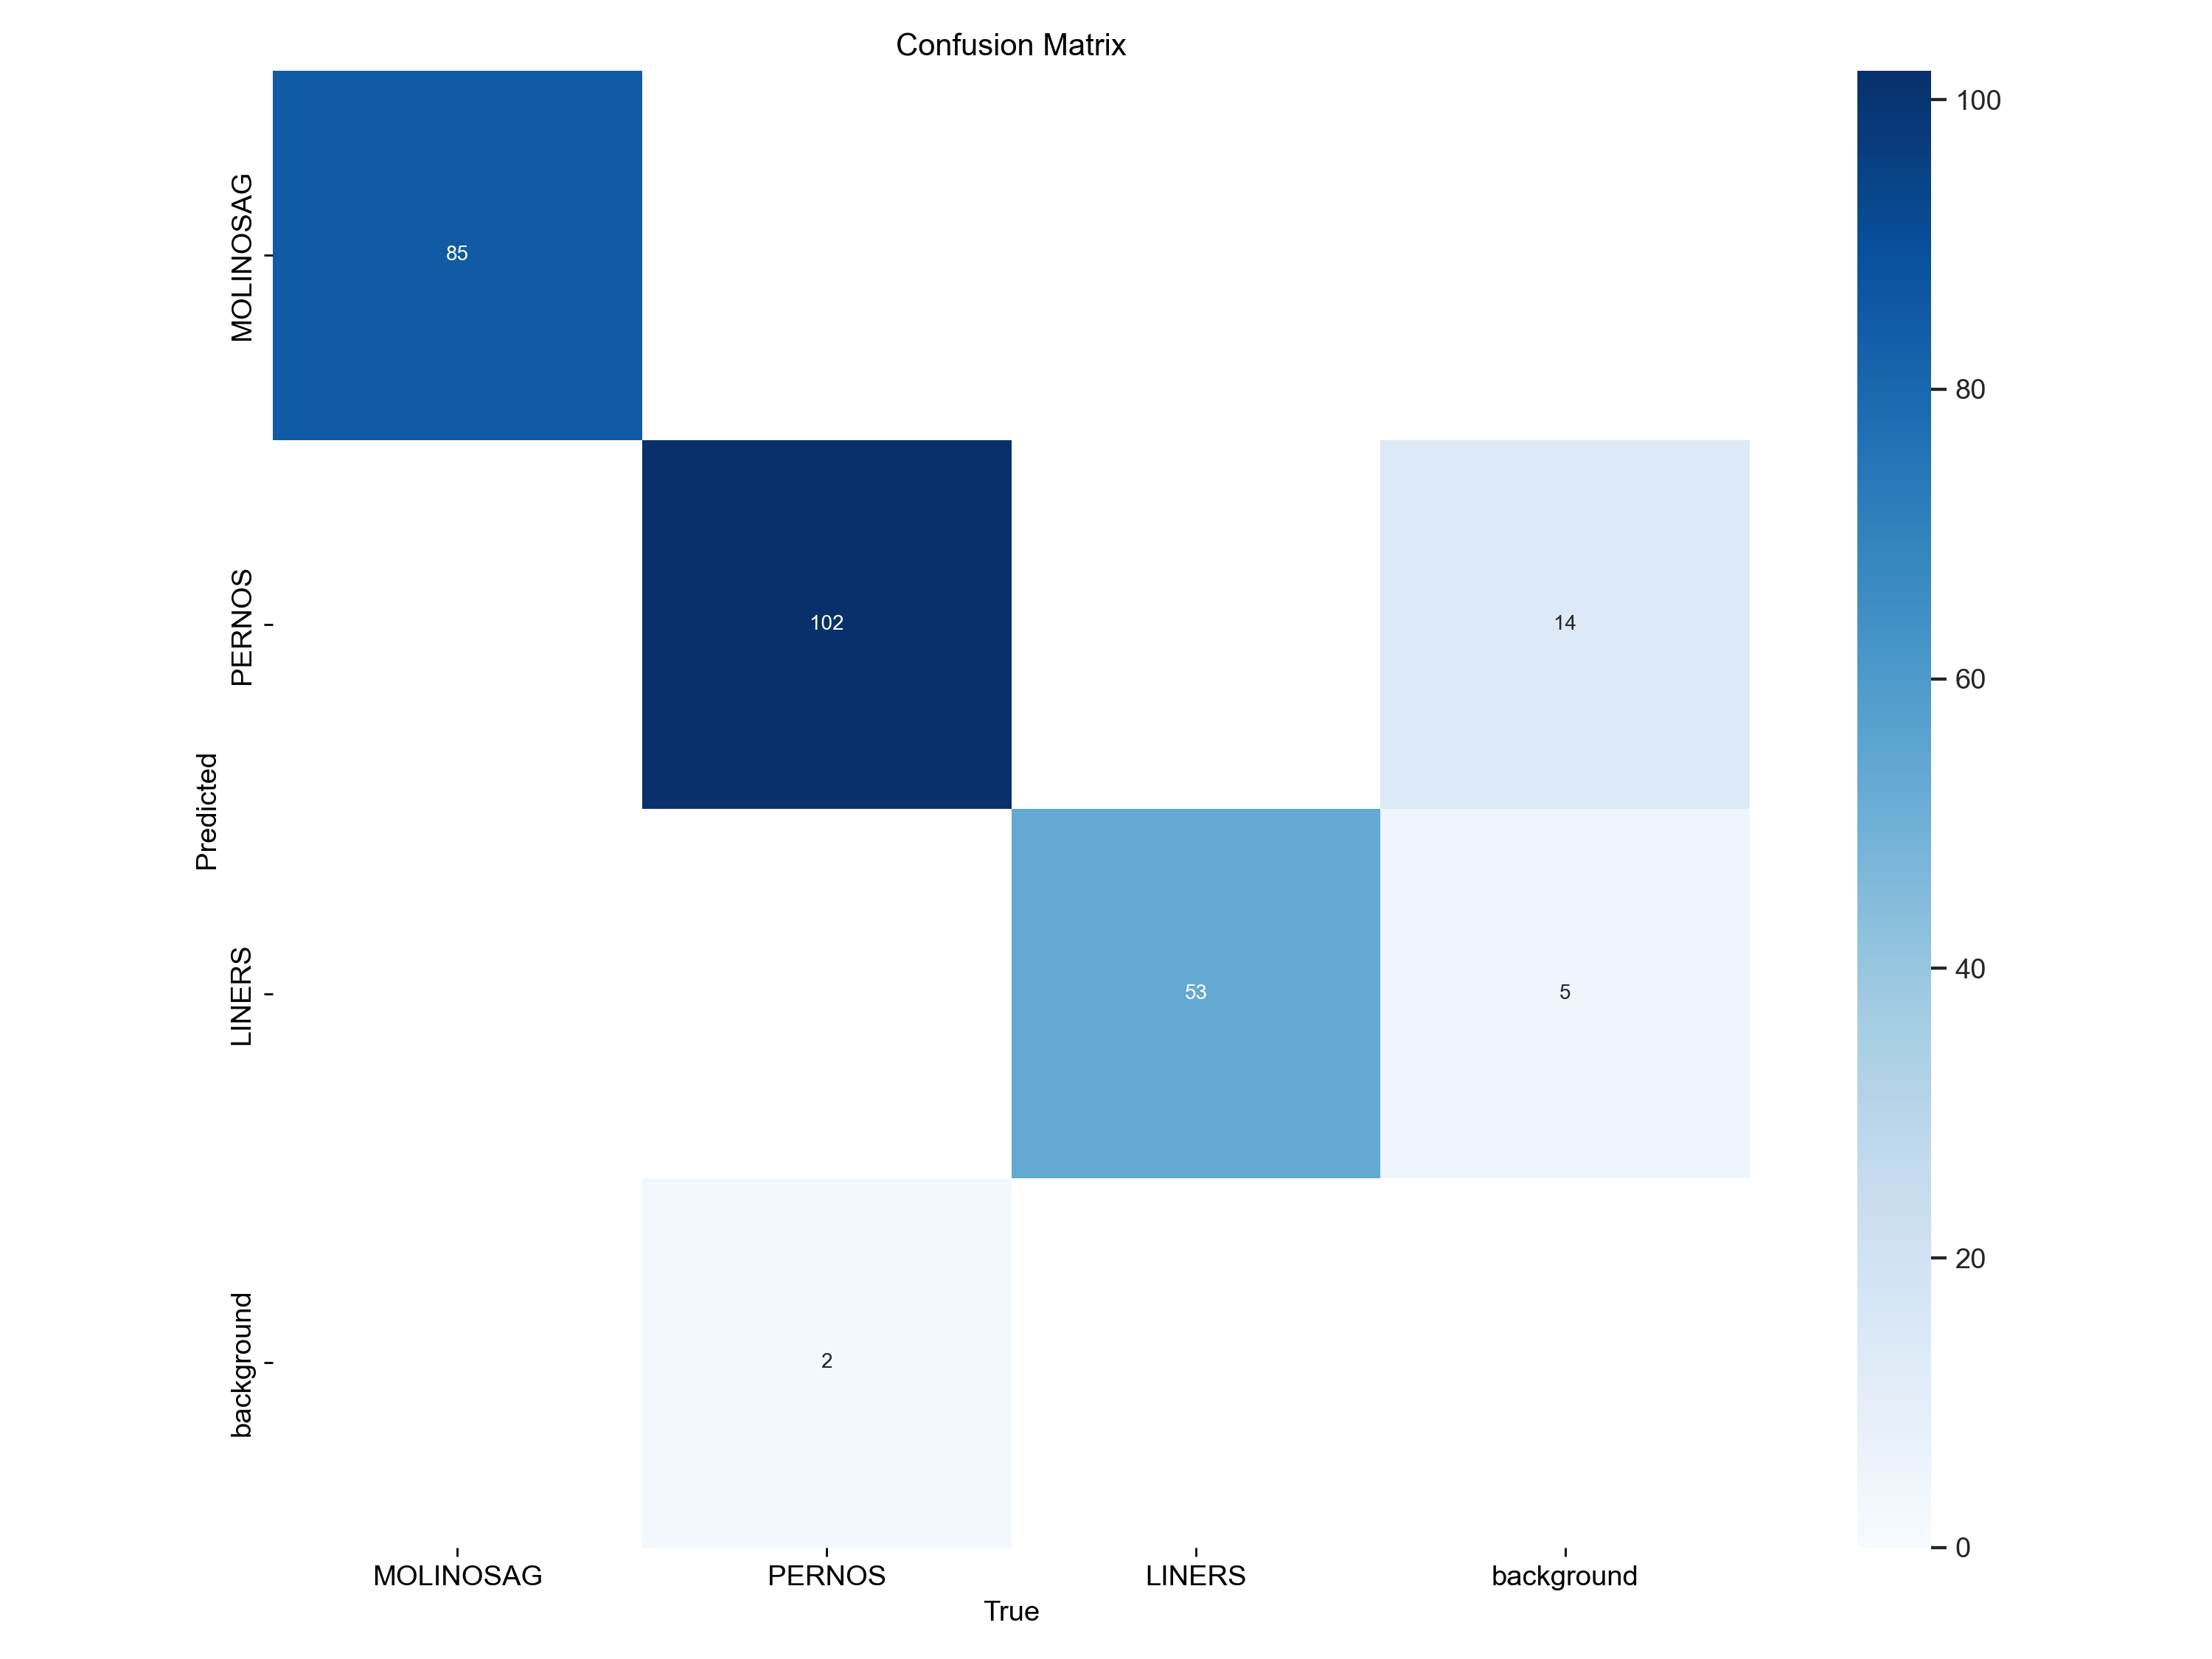 Confusion Matrix
MOLINOSAG
PERNOS
LINERS
background
Predicted
85
102
14
53
5
2
MOLINOSAG
PERNOS
LINERS
background
True
100
80
60
40
20
0